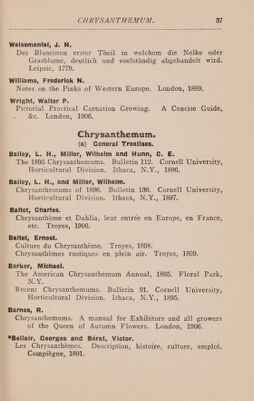 CHRYSANTHEMUM. 37
Weissmantel, J. N.
Des Blumisten erster Theil in welchem die Nelke oder
Grasblume, deutlich und voelständig abgehandelt wird.
Leipsic, 1779.
Williams, Frederick N.
Notes on the Pinks of Western Europe. London, 1889.
Wright, Walter P.
Pictorial Practical Carnation Growing. A Concise Guide,
&c. London, 1906.
Chrysanthemum.
(a) General Treatises.
Bailey, L. H., Miller, Wilhelm and Hunn, C. E.
The 1895 Chrysanthemums. Bulletin 112. Cornell University,
Horticultural Division. Ithaca, N.Y., 1896.
Bailey, L. H., and Miller, Wilhelm.
Chrysanthemums of 1896. Bulletin 136. Cornell University,
Horticultural Division. Ithaca, N.Y., 1897.
Baltet, Charles.
Chrysanthème et Dahlia, leur entrée en Europe, en France,
etc. Troyes, 1906.
Baltet, Ernest.
Culture du Chrysanthème. Troyes, 1898.
Chrysanthèmes rustiques en plein air. Troyes, 1899.
Barker, Michael.
The American Chrysanthemum Annual, 1895. Floral Park,
N.Y.
Recent Chrysanthemums. Bulletin 91. Cornell University,
Horticultural Division. Ithaca, N.Y., 1895.
Barnes, R.
Chrysanthemums. A manual for Exhibitors and all growers
of the Queen of Autumn Flowers. London, 1906.
*Bellair, Georges and Bérat, Victor.
Les Chrysanthèmes. Description, histoire, culture, emploi.
Compiègne, 1891.